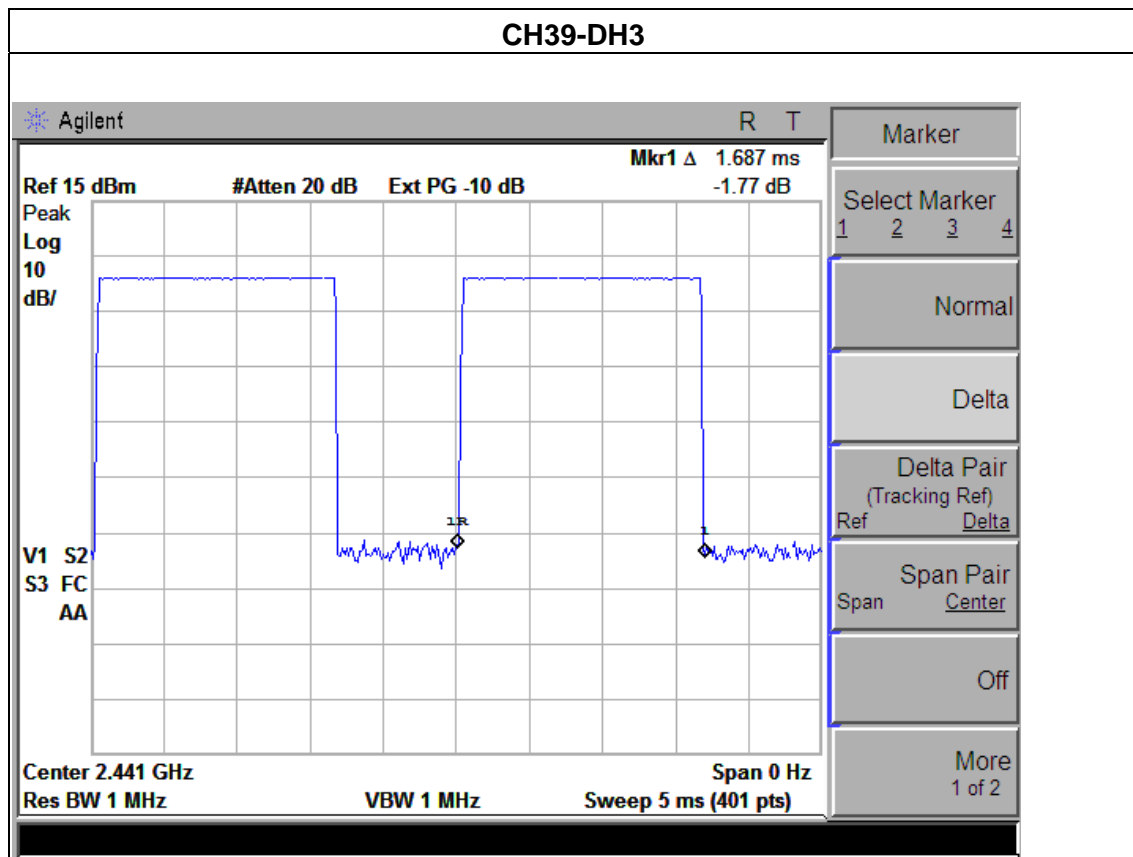 CH39-DH3
Agilent R T
Mkr1 Δ 1.687 ms
Ref 15 dBm #Atten 20 dB Ext PG -10 dB -1.77 dB
Peak
Log
10
dB/
1R
1
V1 S2
S3 FC
AA
Center 2.441 GHz Span 0 Hz
Res BW 1 MHz VBW 1 MHz Sweep 5 ms (401 pts)
Marker
Select Marker
1 2 3 4
Normal
Delta
Delta Pair
(Tracking Ref)
Ref Delta
Span Pair
Span Center
Off
More
1 of 2